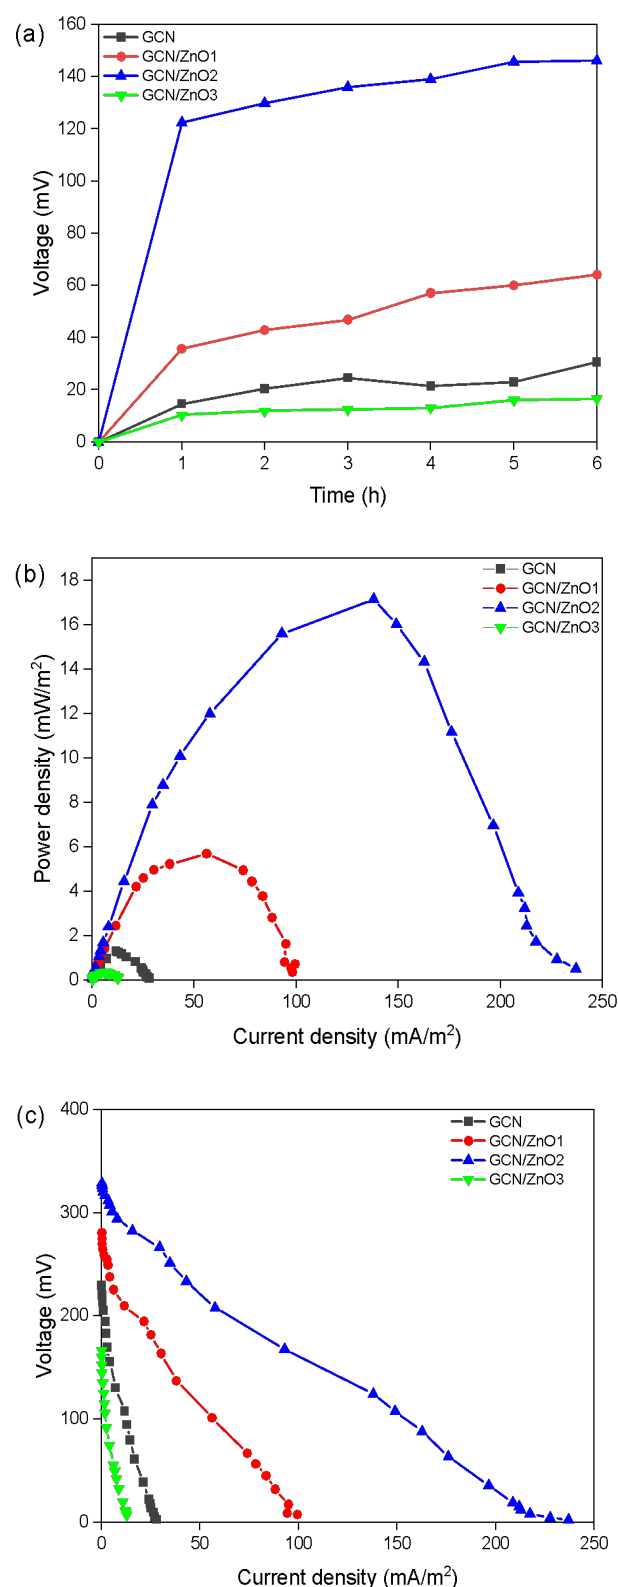 (a)
GCN
GCN/ZnO1
GCN/ZnO2
GCN/ZnO3
160
140
120
100
80
60
40
20
0
Voltage (mV)
0 1 2 3 4 5 6
Time (h)
(b)
GCN
GCN/ZnO1
GCN/ZnO2
GCN/ZnO3
18
16
14
12
10
8
6
4
2
0
Power density (mW/m²)
0 50 100 150 200 250
Current density (mA/m²)
(c)
GCN
GCN/ZnO1
GCN/ZnO2
GCN/ZnO3
400
300
200
100
0
Voltage (mV)
0 50 100 150 200 250
Current density (mA/m²)